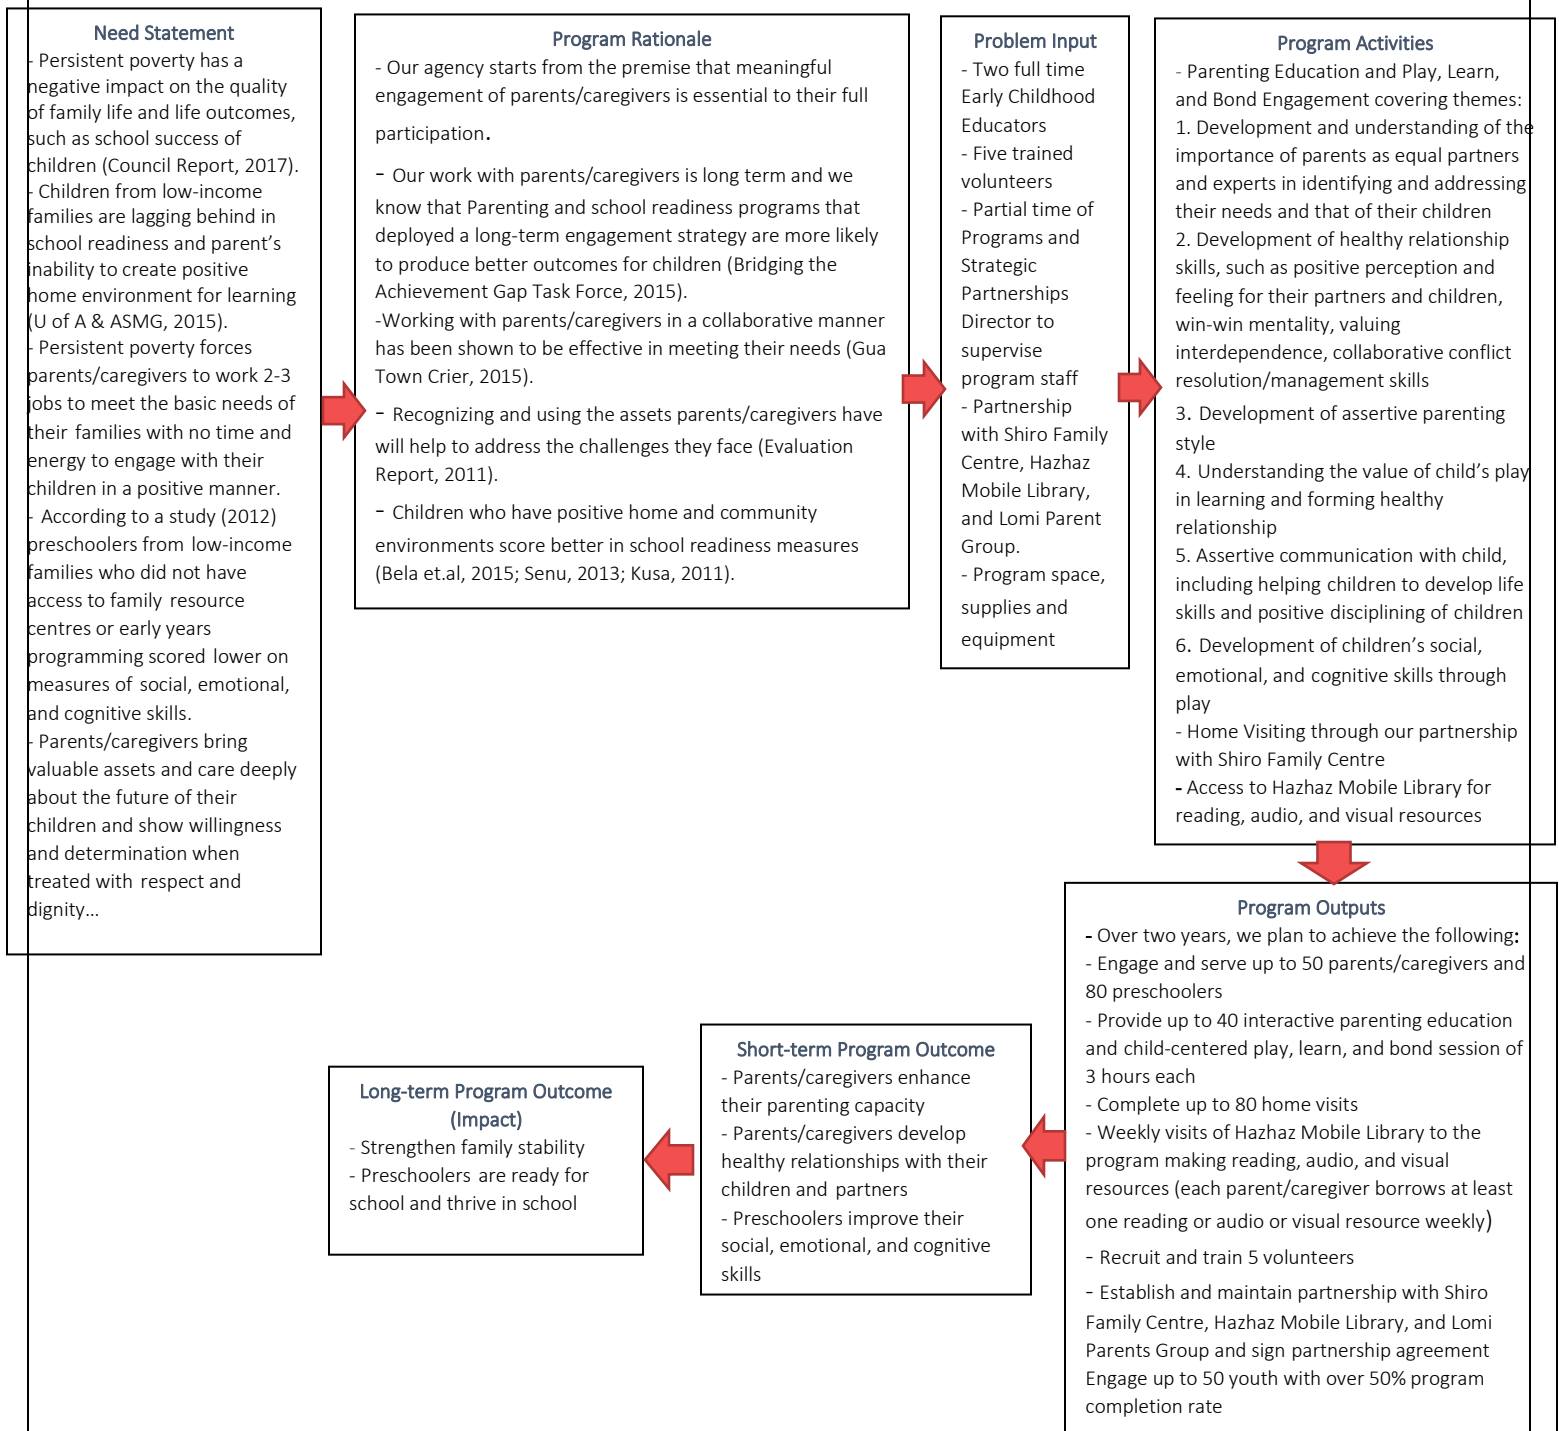 Need Statement
- Persistent poverty has a
negative impact on the quality
of family life and life outcomes,
such as school success of
children (Council Report, 2017).
- Children from low-income
families are lagging behind in
school readiness and parent's
inability to create positive
home environment for learning
(U of A & ASMG, 2015).
- Persistent poverty forces
parents/caregivers to work 2-3
jobs to meet the basic needs of
their families with no time and
energy to engage with their
children in a positive manner.
- According to a study (2012)
preschoolers from low-income
families who did not have
access to family resource
centres or early years
programming scored lower on
measures of social, emotional,
and cognitive skills.
- Parents/caregivers bring
valuable assets and care deeply
about the future of their
children and show willingness
and determination when
treated with respect and
dignity...
Program Rationale
- Our agency starts from the premise that meaningful
engagement of parents/caregivers is essential to their full
participation.
- Our work with parents/caregivers is long term and we
know that Parenting and school readiness programs that
deployed a long-term engagement strategy are more likely
to produce better outcomes for children (Bridging the
Achievement Gap Task Force, 2015).
-Working with parents/caregivers in a collaborative manner
has been shown to be effective in meeting their needs (Gua
Town Crier, 2015).
- Recognizing and using the assets parents/caregivers have
will help to address the challenges they face (Evaluation
Report, 2011).
- Children who have positive home and community
environments score better in school readiness measures
(Bela et.al, 2015; Senu, 2013; Kusa, 2011).
Problem Input
- Two full time
Early Childhood
Educators
- Five trained
volunteers
- Partial time of
Programs and
Strategic
Partnerships
Director to
supervise
program staff
- Partnership
with Shiro Family
Centre, Hazhaz
Mobile Library,
and Lomi Parent
Group.
- Program space,
supplies and
equipment
Program Activities
- Parenting Education and Play, Learn,
and Bond Engagement covering themes:
1. Development and understanding of the
importance of parents as equal partners
and experts in identifying and addressing
their needs and that of their children
2. Development of healthy relationship
skills, such as positive perception and
feeling for their partners and children,
win-win mentality, valuing
interdependence, collaborative conflict
resolution/management skills
3. Development of assertive parenting
style
4. Understanding the value of child's play
in learning and forming healthy
relationship
5. Assertive communication with child,
including helping children to develop life
skills and positive disciplining of children
6. Development of children's social,
emotional, and cognitive skills through
play
- Home Visiting through our partnership
with Shiro Family Centre
- Access to Hazhaz Mobile Library for
reading, audio, and visual resources
Program Outputs
- Over two years, we plan to achieve the following:
- Engage and serve up to 50 parents/caregivers and
80 preschoolers
- Provide up to 40 interactive parenting education
and child-centered play, learn, and bond session of
3 hours each
- Complete up to 80 home visits
- Weekly visits of Hazhaz Mobile Library to the
program making reading, audio, and visual
resources (each parent/caregiver borrows at least
one reading or audio or visual resource weekly)
- Recruit and train 5 volunteers
- Establish and maintain partnership with Shiro
Family Centre, Hazhaz Mobile Library, and Lomi
Parents Group and sign partnership agreement
Engage up to 50 youth with over 50% program
completion rate
Short-term Program Outcome
- Parents/caregivers enhance
their parenting capacity
- Parents/caregivers develop
healthy relationships with their
children and partners
- Preschoolers improve their
social, emotional, and cognitive
skills
Long-term Program Outcome
(Impact)
- Strengthen family stability
- Preschoolers are ready for
school and thrive in school